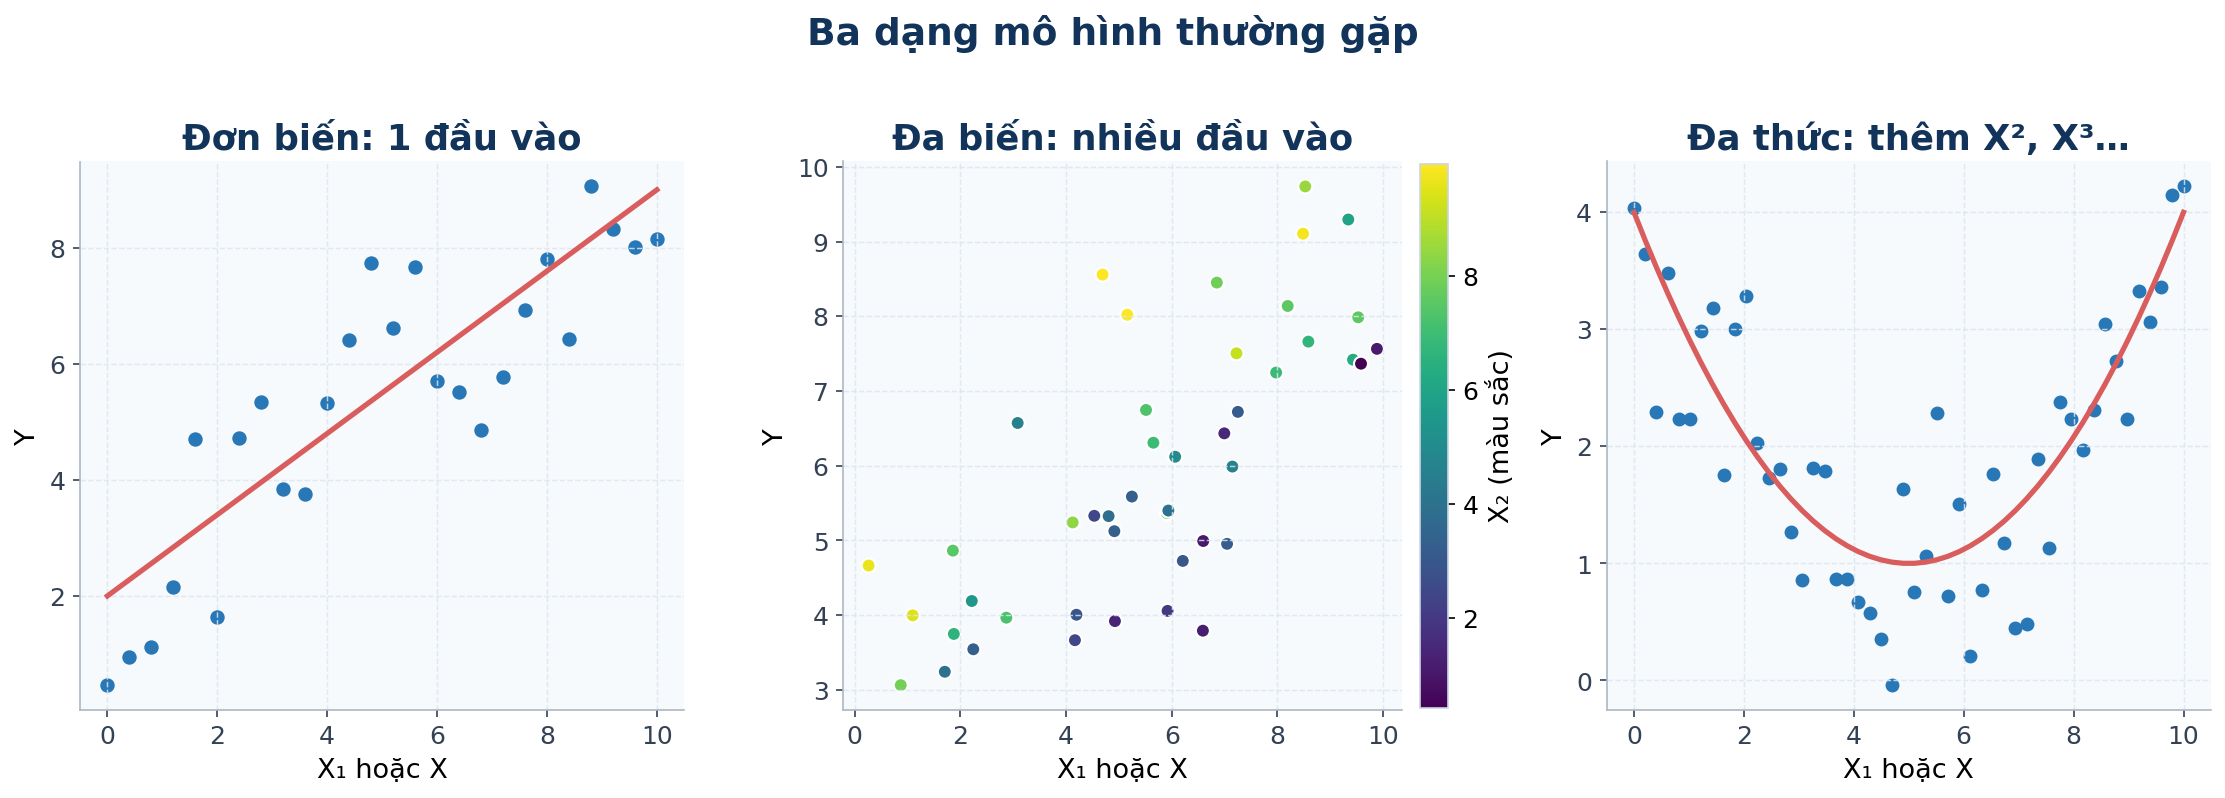 Ba dạng mô hình thường gặp
Đơn biến: 1 đầu vào
Y
8
6
4
2
0 2 4 6 8 10
X₁ hoặc X
Đa biến: nhiều đầu vào
Y
10
9
8
7
6
5
4
3
0 2 4 6 8 10
X₁ hoặc X
8
6
4
2
X₂ (màu sắc)
Đa thức: thêm X², X³…
Y
4
3
2
1
0
0 2 4 6 8 10
X₁ hoặc X